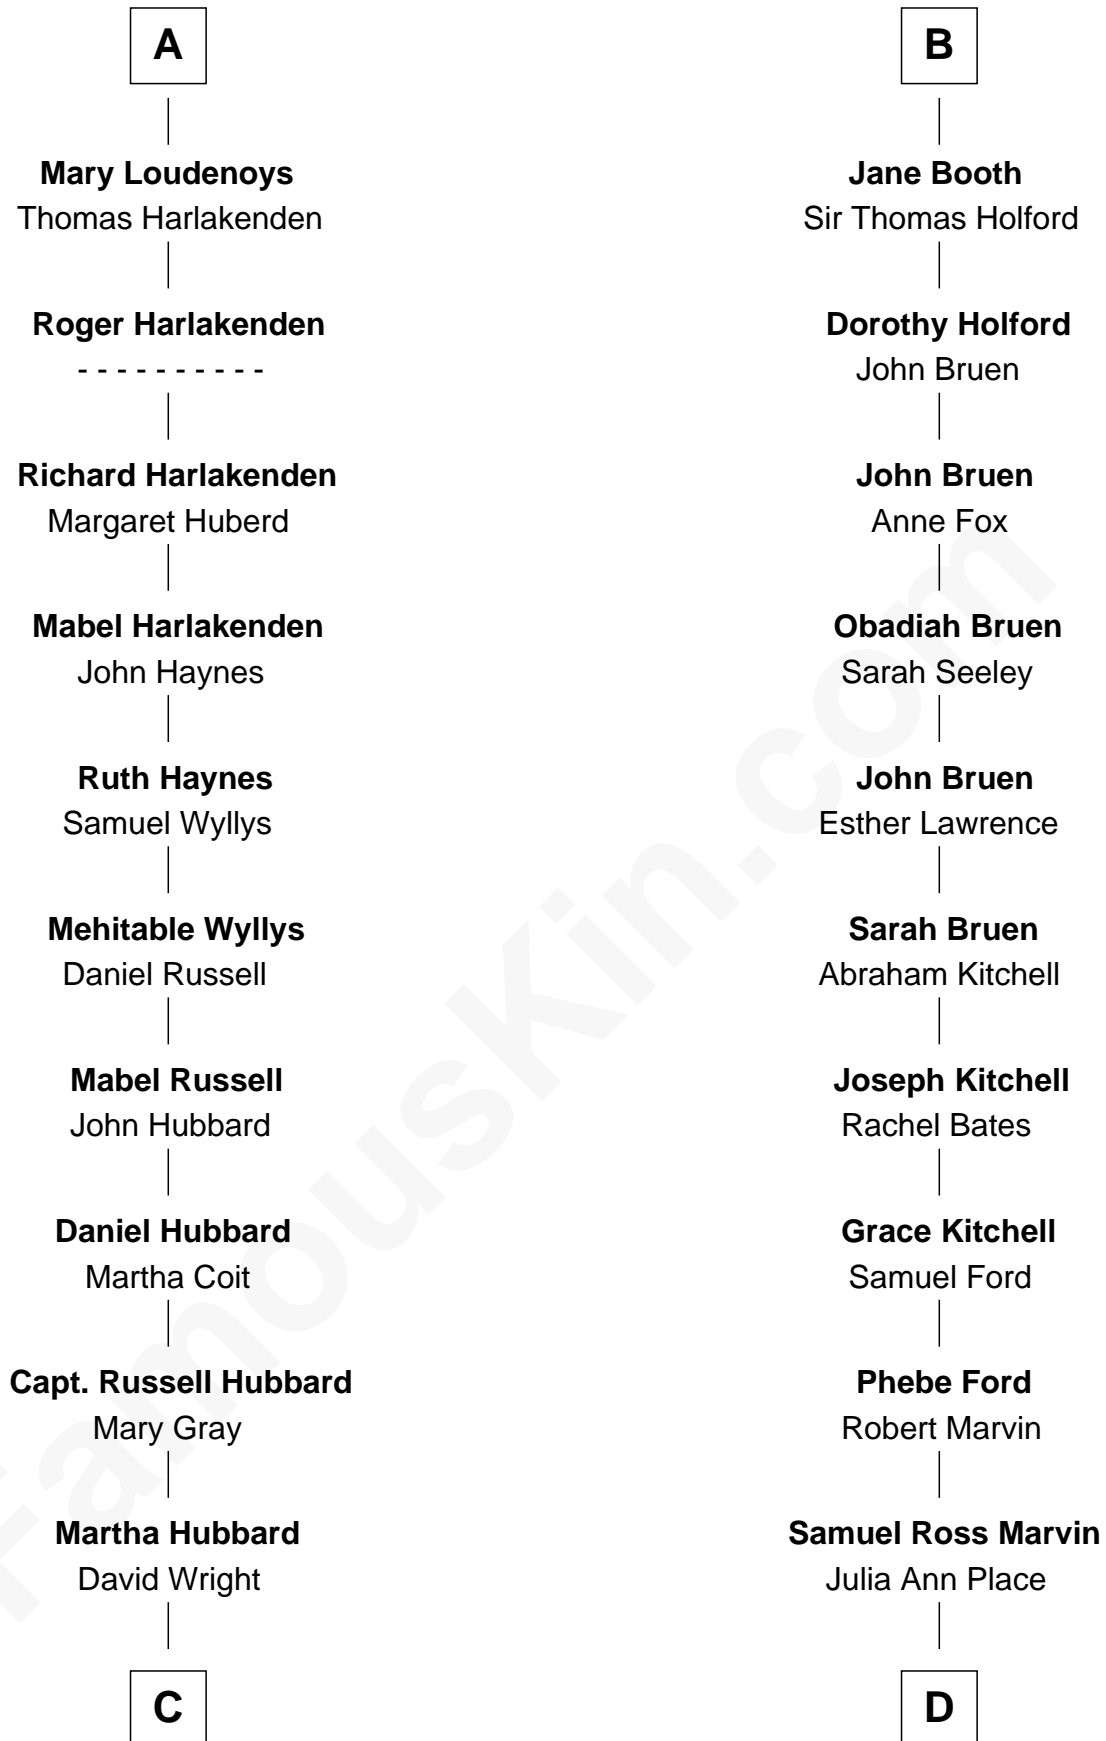 A
Mary Loudenoys
Thomas Harlakenden
Roger Harlakenden
- - - - - - - - - -
Richard Harlakenden
Margaret Huberd
Mabel Harlakenden
John Haynes
Ruth Haynes
Samuel Wyllys
Mehitable Wyllys
Daniel Russell
Mabel Russell
John Hubbard
Daniel Hubbard
Martha Coit
Capt. Russell Hubbard
Mary Gray
Martha Hubbard
David Wright
C
B
Jane Booth
Sir Thomas Holford
Dorothy Holford
John Bruen
John Bruen
Anne Fox
Obadiah Bruen
Sarah Seeley
John Bruen
Esther Lawrence
Sarah Bruen
Abraham Kitchell
Joseph Kitchell
Rachel Bates
Grace Kitchell
Samuel Ford
Phebe Ford
Robert Marvin
Samuel Ross Marvin
Julia Ann Place
D
FamousKin.com